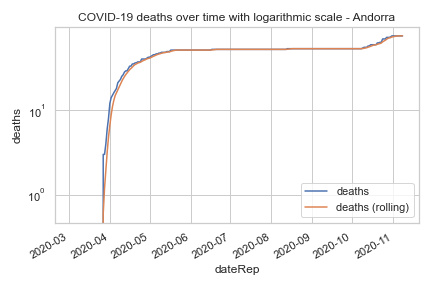 COVID-19 deaths over time with logarithmic scale - Andorra
deaths
10¹
10⁰
deaths
deaths (rolling)
2020-03
2020-04
2020-05
2020-06
2020-07
2020-08
2020-09
2020-10
2020-11
dateRep